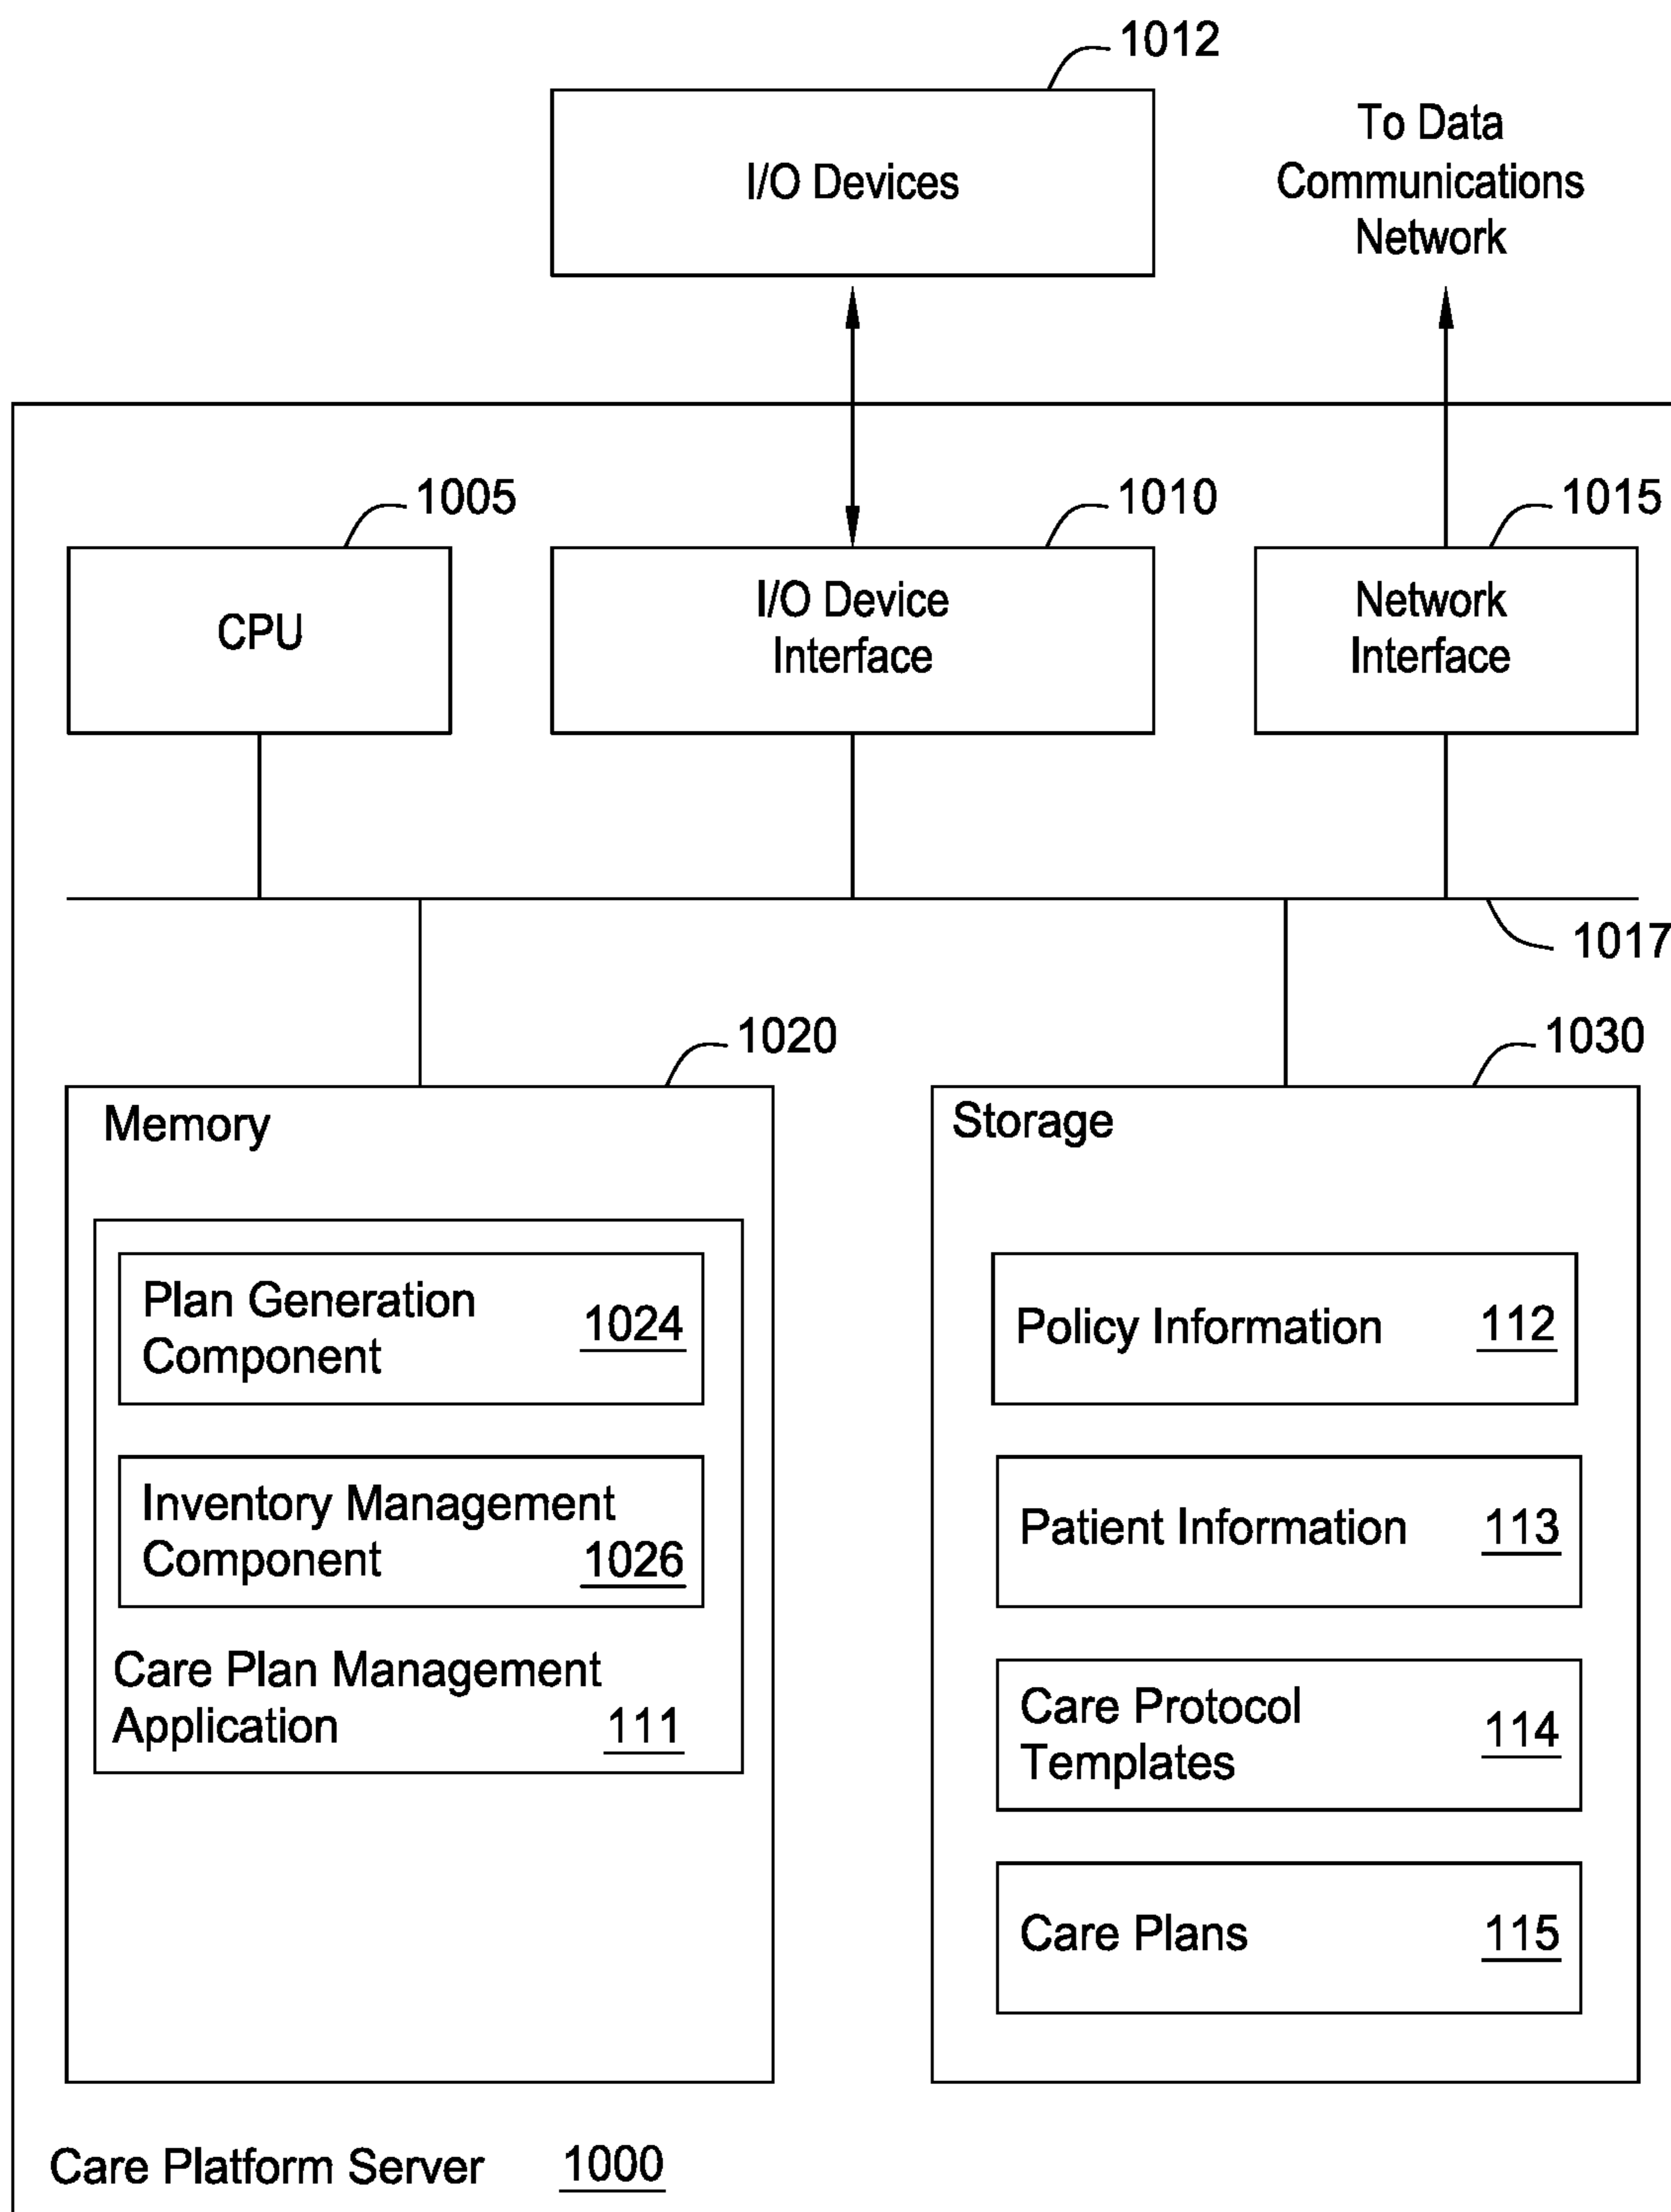 1012
I/O Devices
To Data
Communications
Network
1005
1010
1015
CPU
I/O Device
Interface
Network
Interface
1017
1020
1030
Memory
Storage
Plan Generation
Component
1024
Inventory Management
Component 1026
Care Plan Management
Application 111
Policy Information 112
Patient Information 113
Care Protocol
Templates
114
Care Plans 115
Care Platform Server 1000